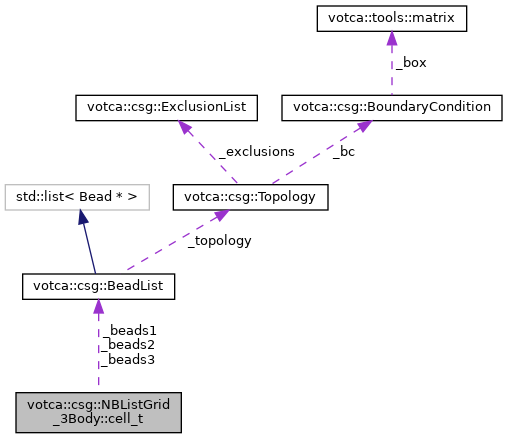 votca::tools::matrix
_box
votca::csg::ExclusionList
votca::csg::BoundaryCondition
_exclusions
_bc
std::list< Bead * >
votca::csg::Topology
_topology
votca::csg::BeadList
_beads1
_beads2
_beads3
votca::csg::NBListGrid
_3Body::cell_t